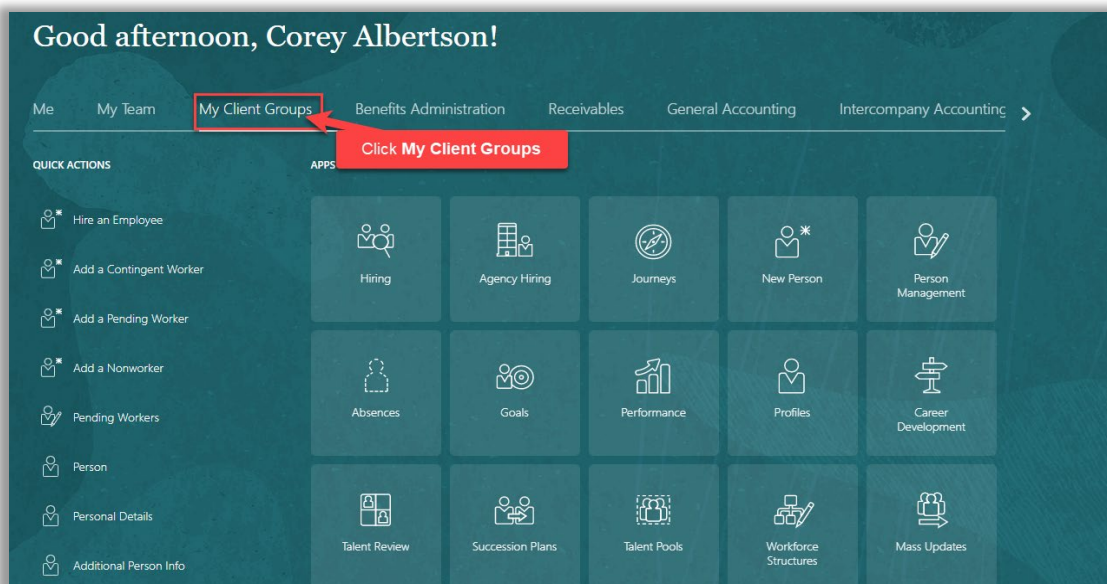 Good afternoon, Corey Albertson!
Me My Team My Client Groups Benefits Administration Receivables General Accounting Intercompany Accounting
Click My Client Groups
QUICK ACTIONS
APPS
Hire an Employee
Add a Contingent Worker
Add a Pending Worker
Add a Nonworker
Pending Workers
Person
Personal Details
Additional Person Info
Hiring
Agency Hiring
Journeys
New Person
Person
Management
Absences
Goals
Performance
Profiles
Career
Development
Talent Review
Succession Plans
Talent Pools
Workforce
Structures
Mass Updates